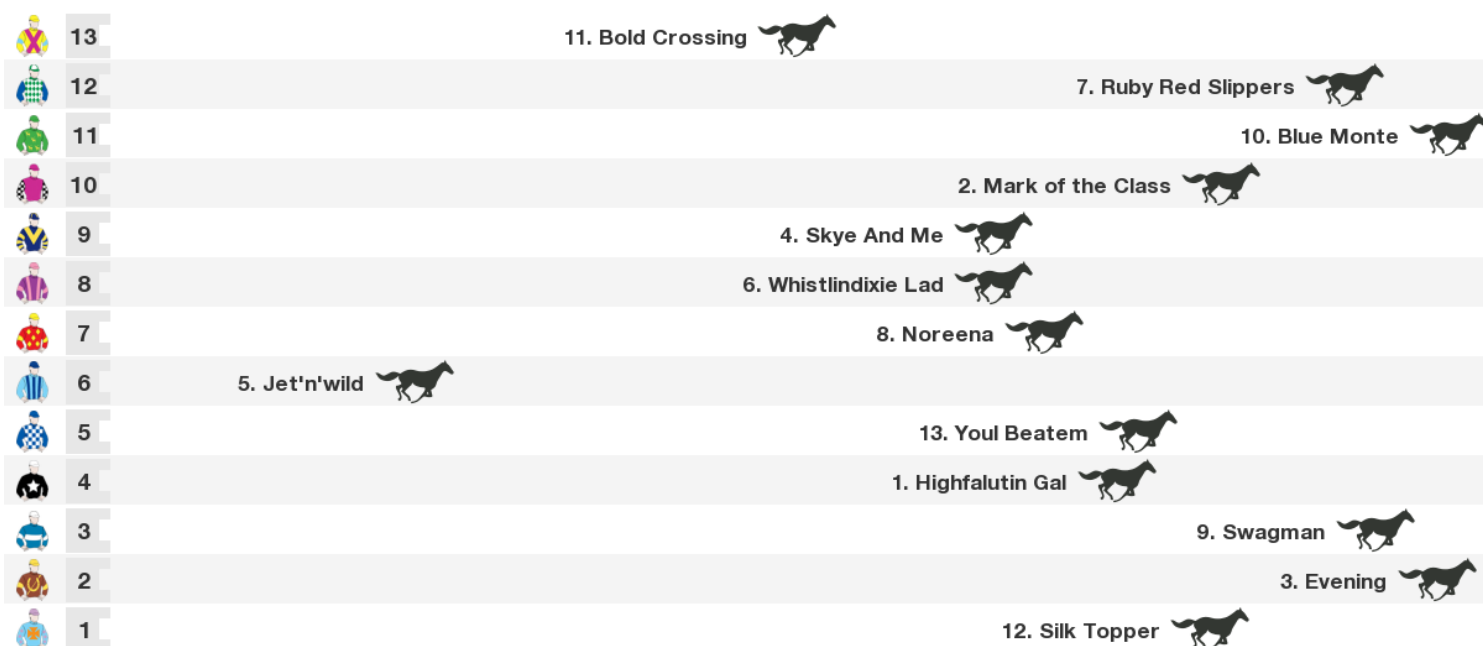 13 11. Bold Crossing
12 7. Ruby Red Slippers
11 10. Blue Monte
10 2. Mark of the Class
9 4. Skye And Me
8 6. Whistlindixie Lad
7 8. Noreena
6 5. Jet'n'wild
5 13. Youl Beatem
4 1. Highfalutin Gal
3 9. Swagman
2 3. Evening
1 12. Silk Topper